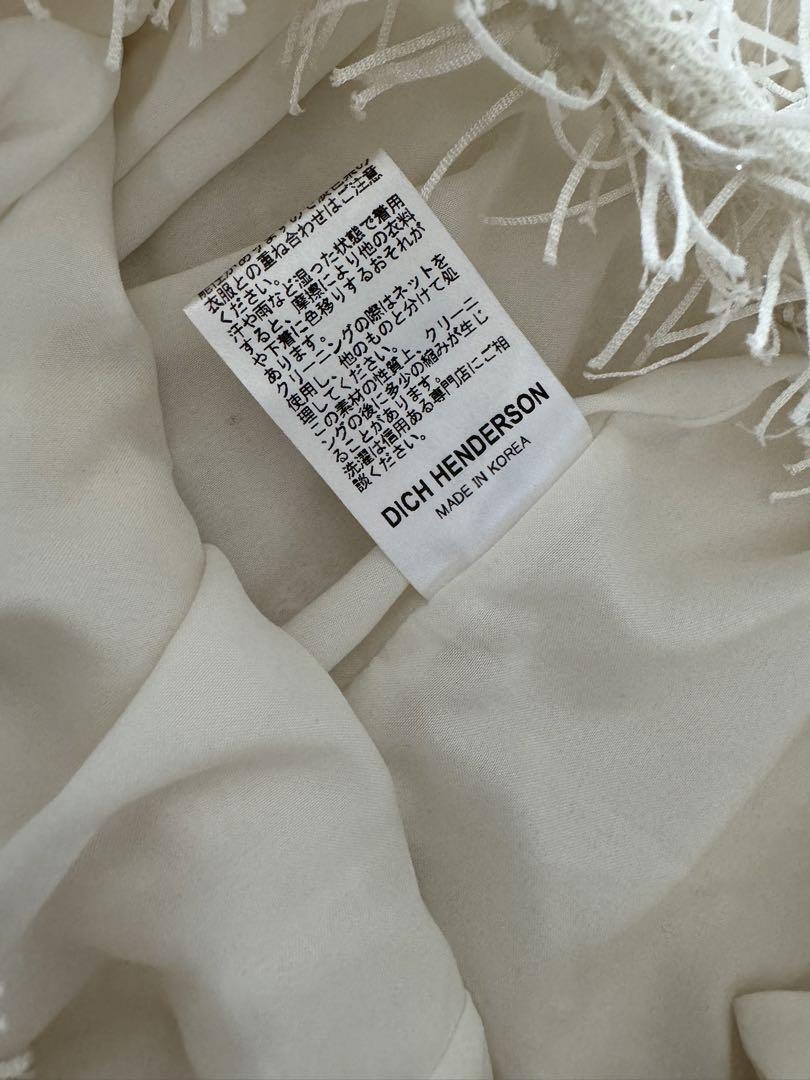 衣服との重ね合わせはご注意
ください。
汗や雨など湿った状態で着用
すると、摩擦により他の衣料
や下着に色移りするおそれが
あります。
クリーニングの際はネットを
使用し、他のものと分けて処
理してください。
この素材の性質上、クリーニ
ングの後に多少の縮みが生じ
ることがあります。
洗濯は信用ある専門店にご相
談ください。
DICH HENDERSON
MADE IN KOREA